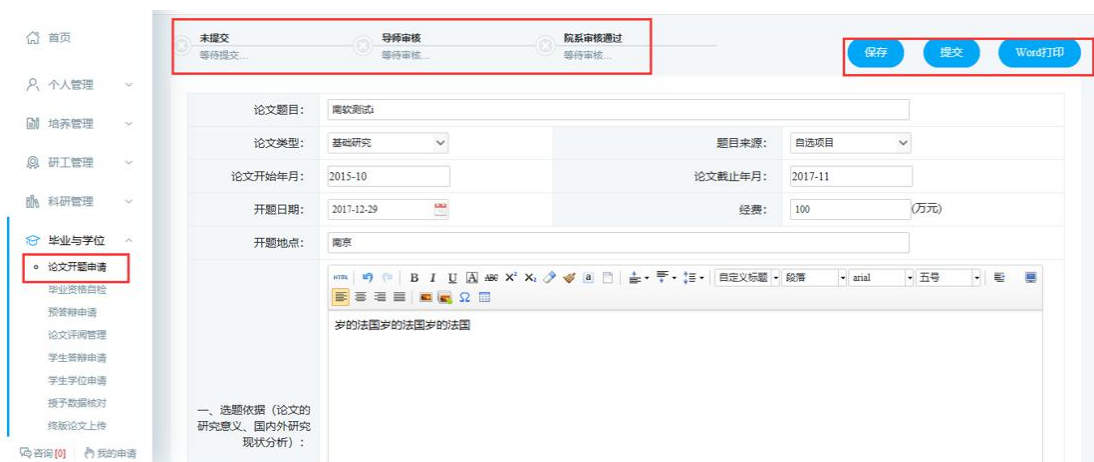 首页
个人管理
培养管理
研工管理
科研管理
毕业与学位
论文开题申请
毕业资格自检
预答辩申请
论文评阅管理
学生答辩申请
学生学位申请
授予数据核对
终版论文上传
咨询[0] 我的申请
未提交 导师审核 院系审核通过
等待提交... 等待审核... 等待审核...
保存 提交 Word打印
论文题目: 南软测试i
论文类型: 基础研究 题目来源: 自选项目
论文开始年月: 2015-10 论文截止年月: 2017-11
开题日期: 2017-12-29 经费: 100 (万元)
开题地点: 南京
HTML B I U A ABC X² X₂ a 自定义标题 段落 arial 五号
Ω
岁的法国岁的法国岁的法国
一、选题依据（论文的
研究意义、国内外研究
现状分析）: